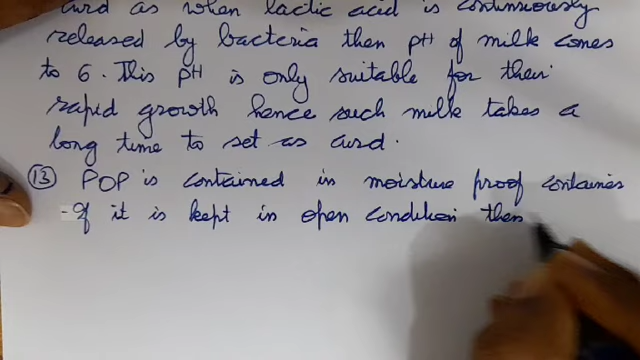 curd as when lactic acid is continuously
released by bacteria then pH of milk comes
to 6. This pH is only suitable for their
rapid growth hence such milk takes a
long time to set as curd.
(13) POP is contained in moisture proof containers
- If it is kept in open condition then